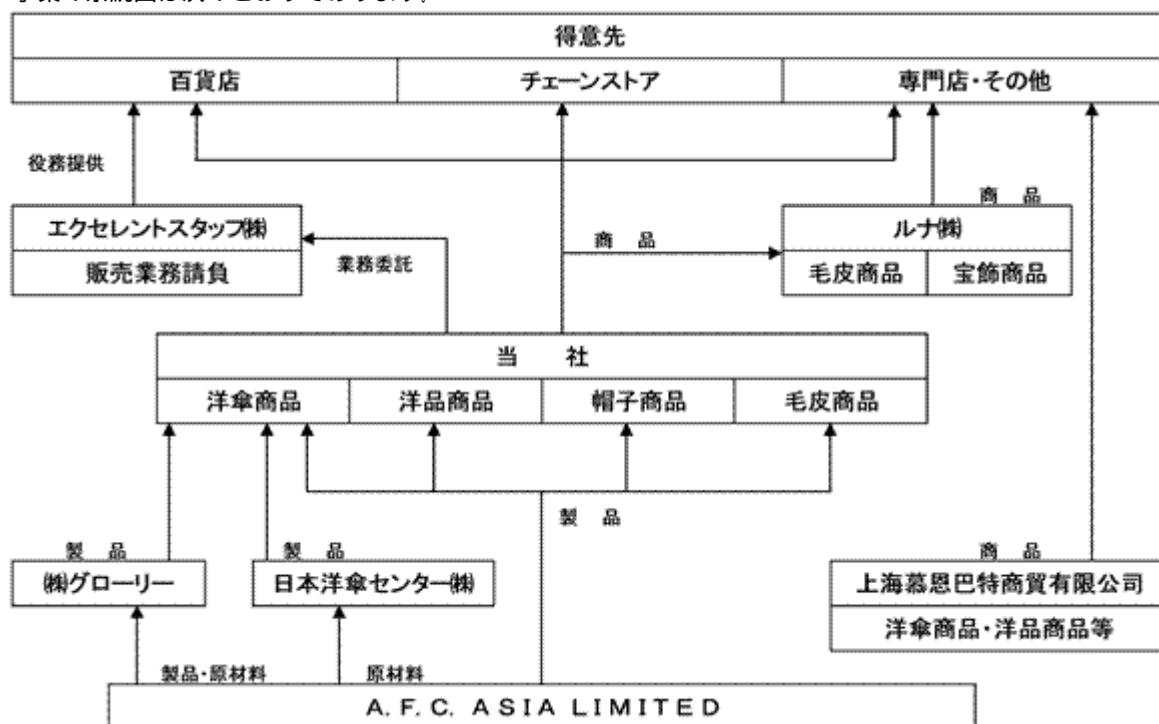 事業の系統図は次のとおりであります。
得意先
百貨店 チェーンストア 専門店・その他
役務提供
商 品
エクセレントスタッフ㈱
販売業務請負
業務委託
商 品
ルナ㈱
毛皮商品 宝飾商品
当 社
洋傘商品 洋品商品 帽子商品 毛皮商品
製 品
製 品
製 品
商 品
㈱グローリー
日本洋傘センター㈱
上海慕恩巴特商貿有限公司
洋傘商品・洋品商品等
製品・原材料
原材料
A. F. C. ASIA LIMITED